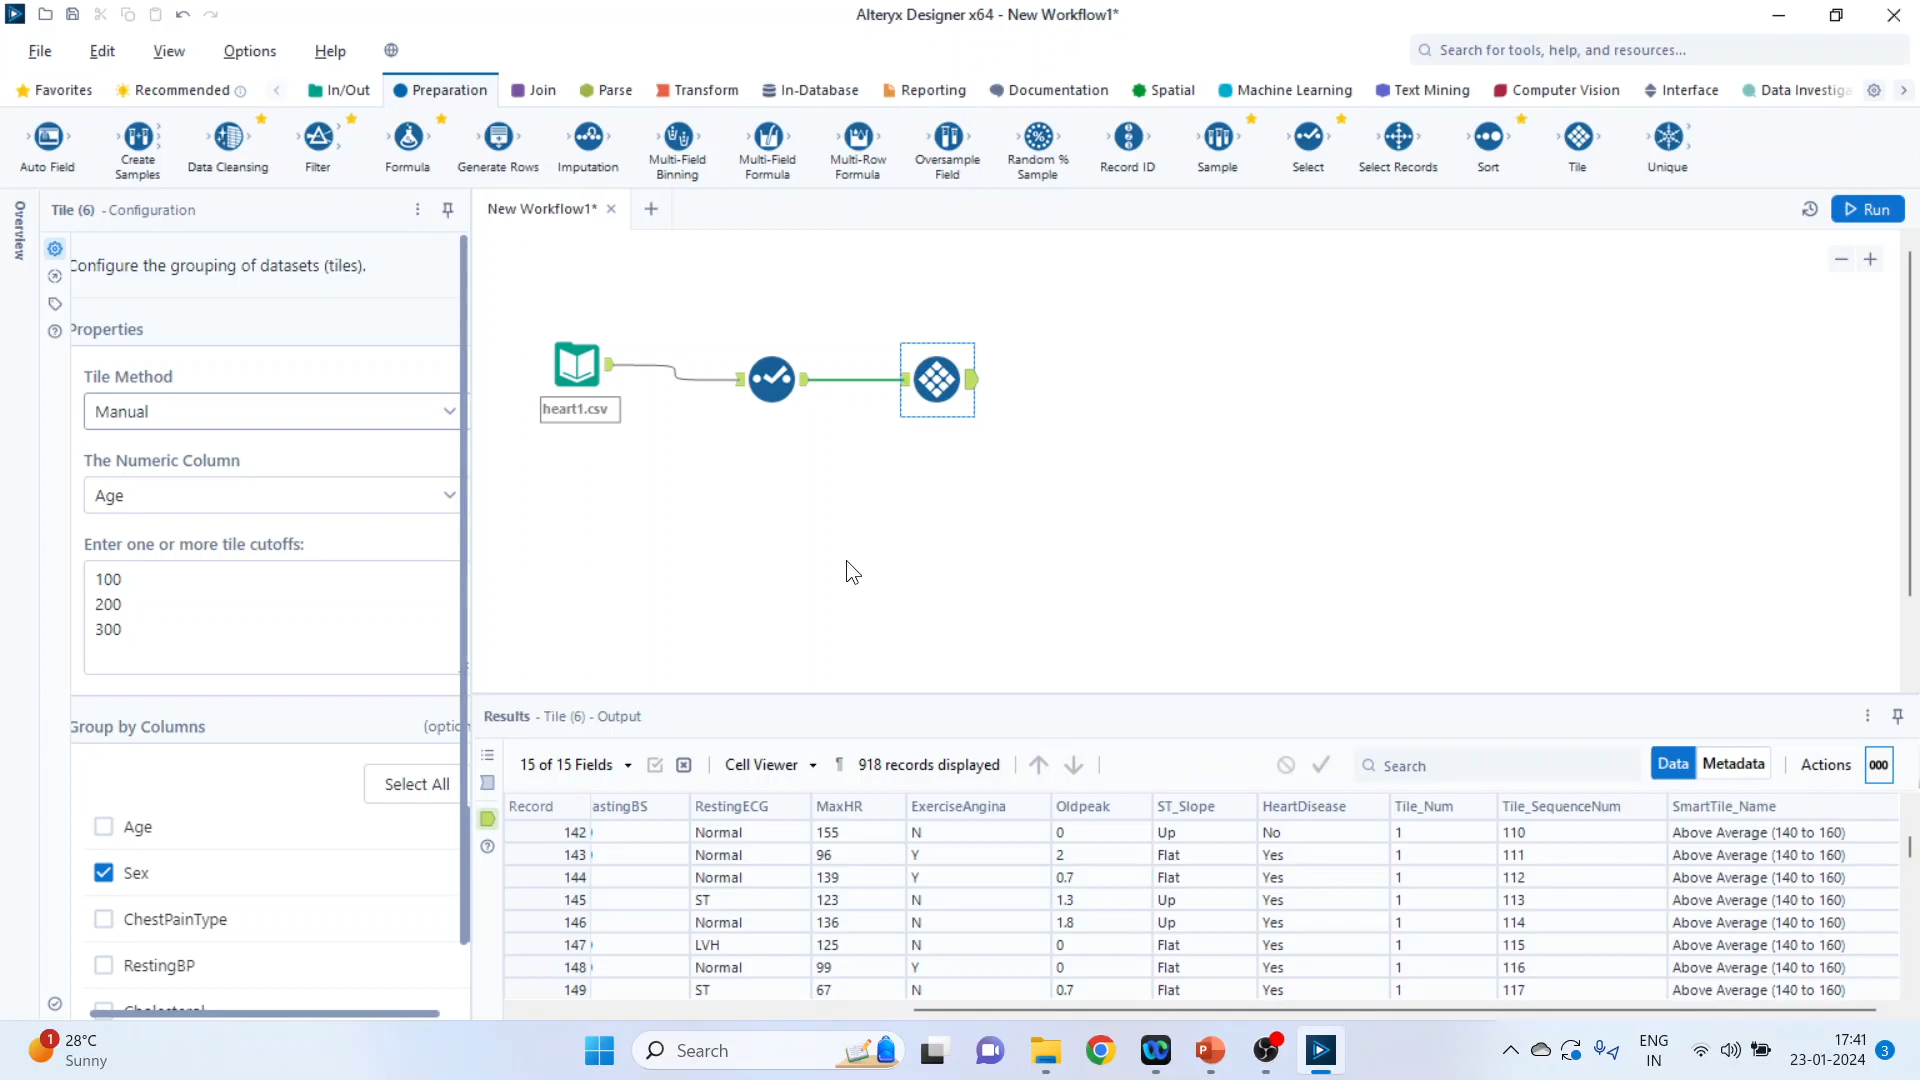 Alteryx Designer x64 - New Workflow1*
File Edit View Options Help
Search for tools, help, and resources...
Favorites Recommended In/Out Preparation Join Parse Transform In-Database Reporting Documentation Spatial Machine Learning Text Mining Computer Vision Interface Data Investiga
Auto Field
Create Samples
Data Cleansing
Filter
Formula
Generate Rows
Imputation
Multi-Field Binning
Multi-Field Formula
Multi-Row Formula
Oversample Field
Random % Sample
Record ID
Sample
Select
Select Records
Sort
Tile
Unique
Overview
Tile (6) - Configuration
New Workflow1*
Run
Configure the grouping of datasets (tiles).
Properties
Tile Method
Manual
The Numeric Column
Age
Enter one or more tile cutoffs:
100
200
300
Group by Columns (option
Select All
Age
Sex
ChestPainType
RestingBP
Cholesterol
heart1.csv
Results - Tile (6) - Output
15 of 15 Fields Cell Viewer 918 records displayed Search Data Metadata Actions 000
Record astingBS RestingECG MaxHR ExerciseAngina Oldpeak ST_Slope HeartDisease Tile_Num Tile_SequenceNum SmartTile_Name
142 Normal 155 N 0 Up No 1 110 Above Average (140 to 160)
143 Normal 96 Y 2 Flat Yes 1 111 Above Average (140 to 160)
144 Normal 139 Y 0.7 Flat Yes 1 112 Above Average (140 to 160)
145 ST 123 N 1.3 Up Yes 1 113 Above Average (140 to 160)
146 Normal 136 N 1.8 Up Yes 1 114 Above Average (140 to 160)
147 LVH 125 N 0 Flat Yes 1 115 Above Average (140 to 160)
148 Normal 99 Y 0 Flat Yes 1 116 Above Average (140 to 160)
149 ST 67 N 0.7 Flat Yes 1 117 Above Average (140 to 160)
1
28°C
Sunny
Search
ENG
IN
17:41
23-01-2024
3